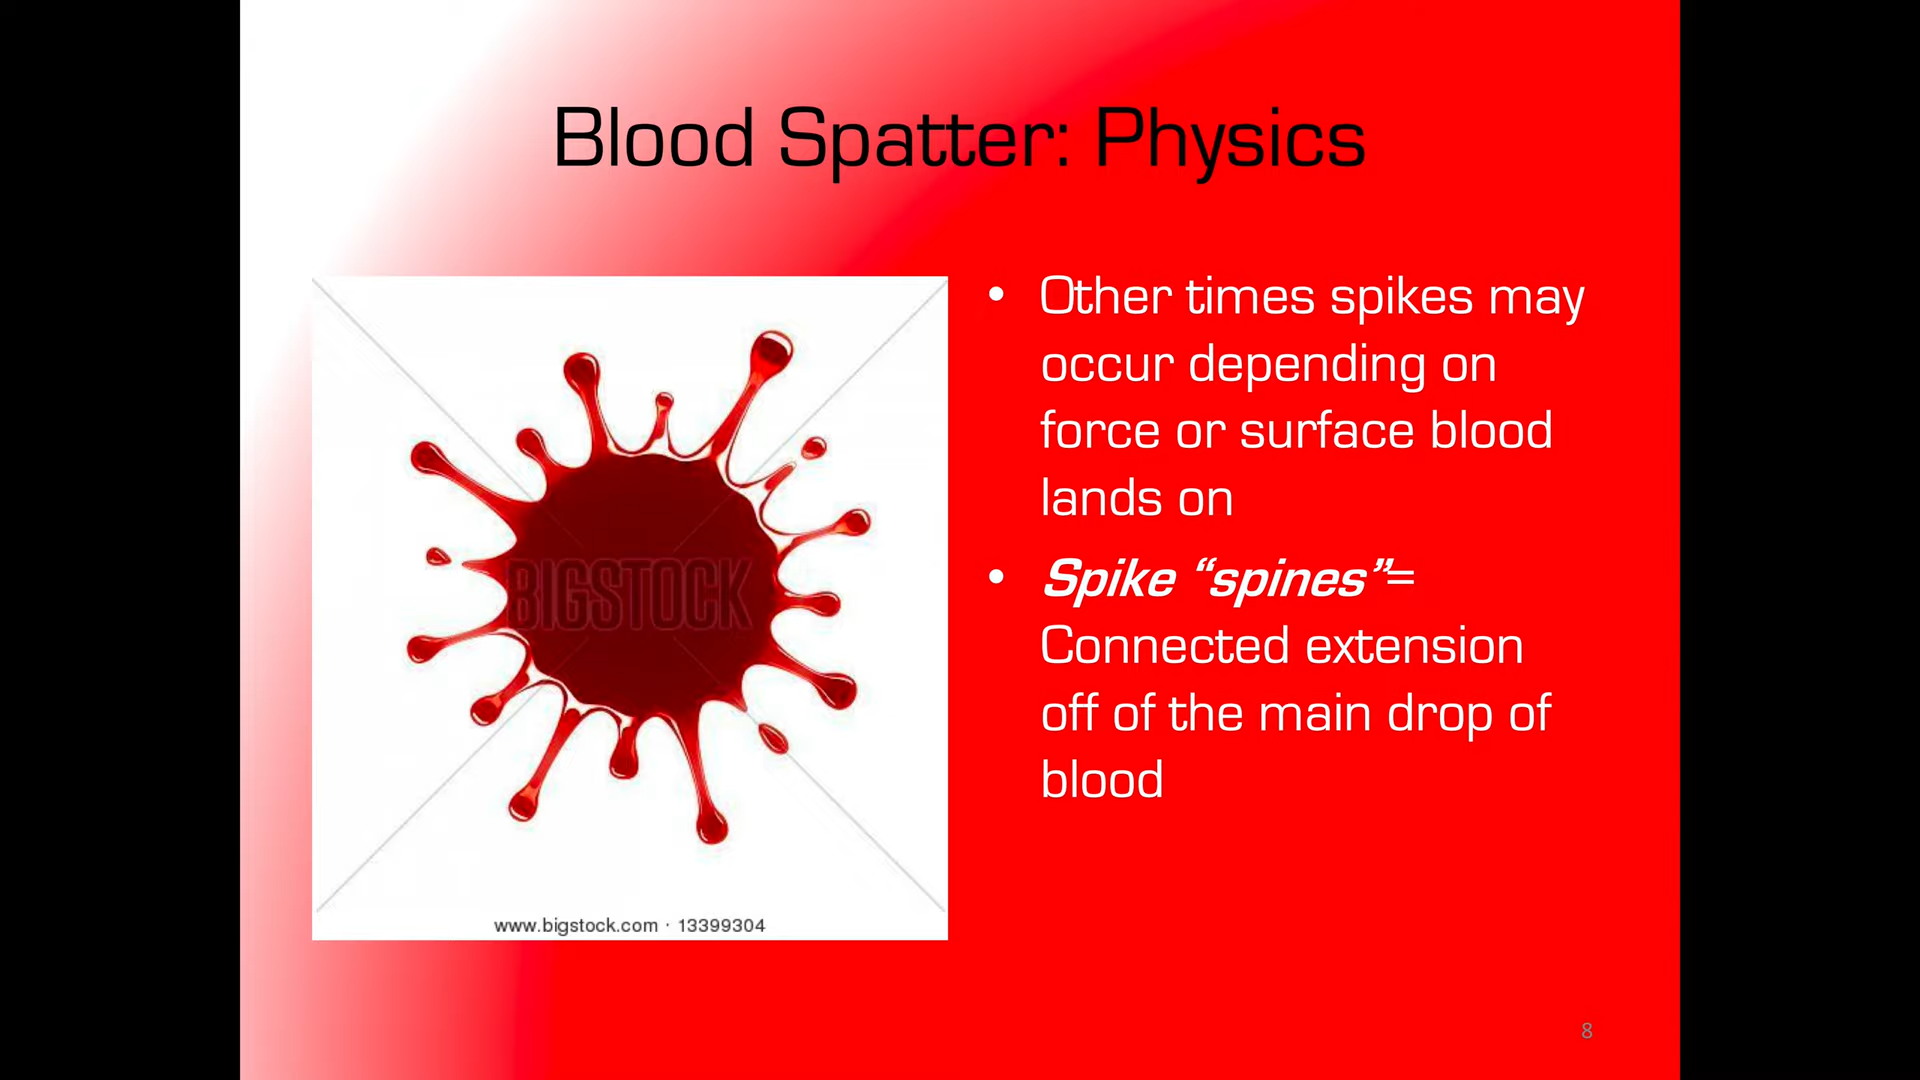 Blood Spatter: Physics
BIGSTOCK
www.bigstock.com · 13399304
• Other times spikes may
occur depending on
force or surface blood
lands on
• Spike “spines”=
Connected extension
off of the main drop of
blood
8